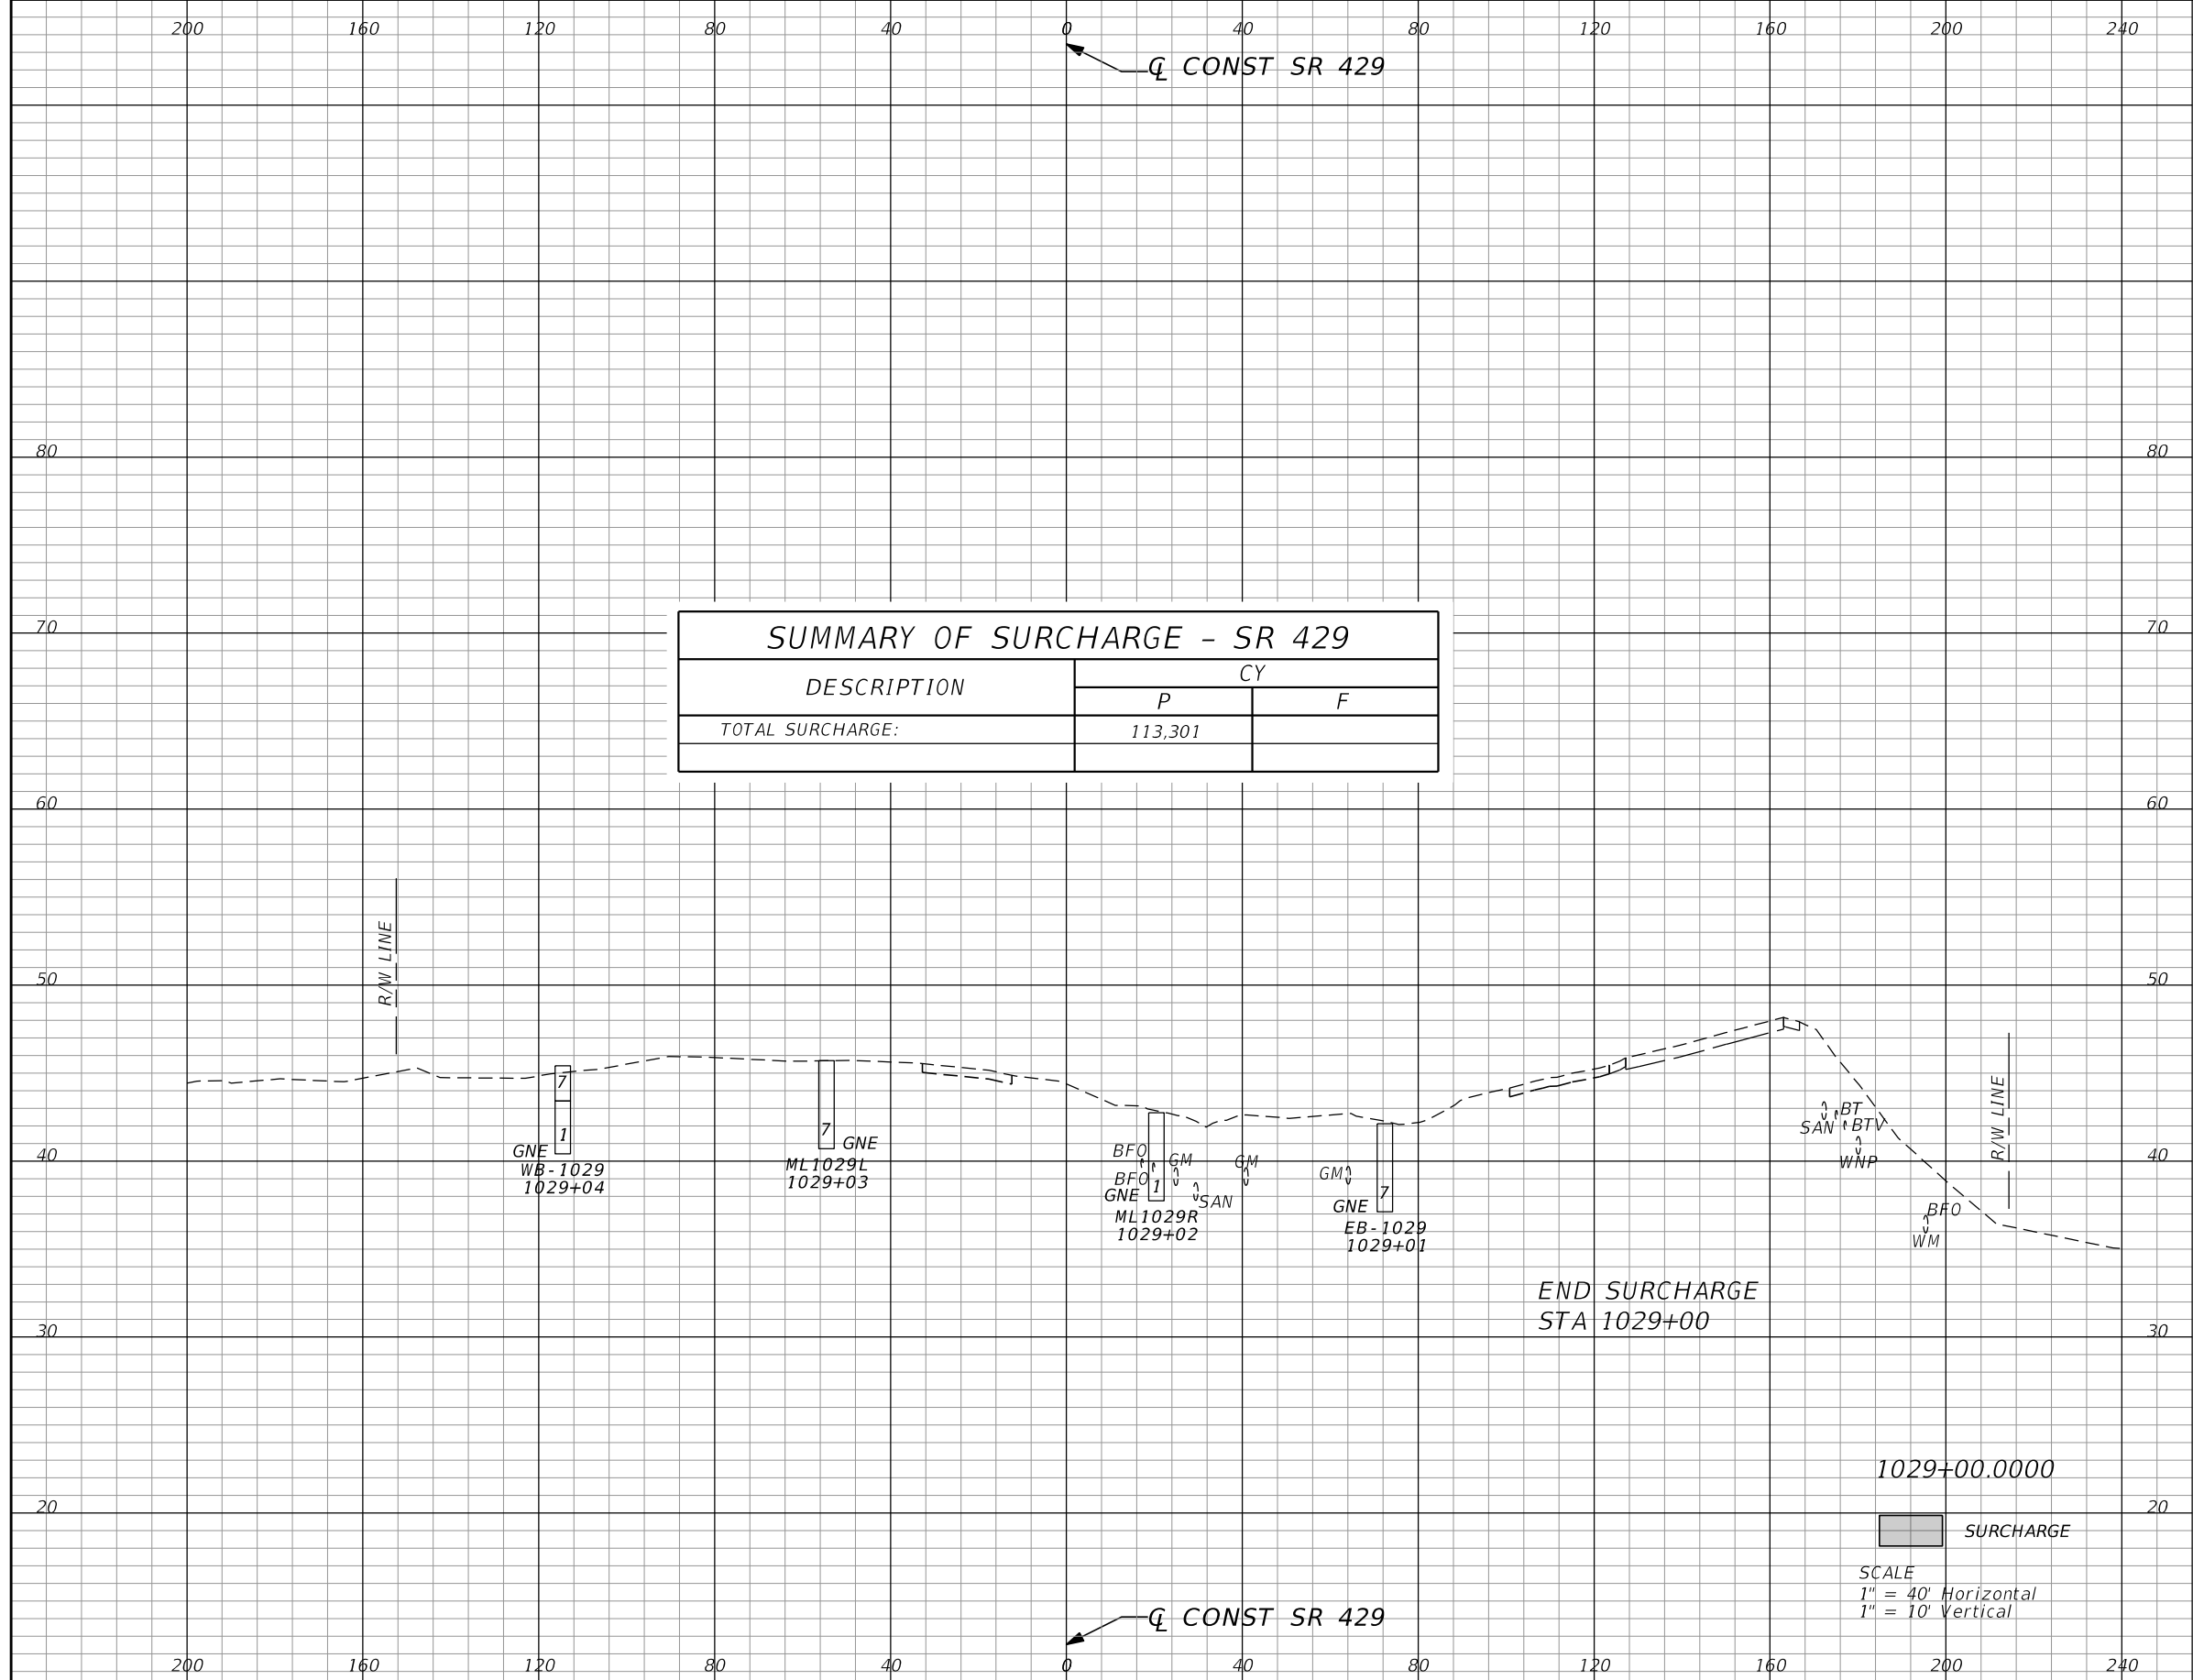 200 160 120 80 40 0 40 80 120 160 200 240
℄ CONST SR 429
80 80
70 70
SUMMARY OF SURCHARGE – SR 429
DESCRIPTION
CY
P F
TOTAL SURCHARGE: 113,301
60 60
R/W LINE
50 50
7
1
GNE
WB-1029
1029+04
7
GNE
ML1029L
1029+03
BFO
BFO
GNE
1
GM
SAN
ML1029R
1029+02
GM
GM
GNE
7
EB-1029
1029+01
SAN
BT
BTV
WNP
R/W LINE
BFO
WM
40 40
END SURCHARGE
STA 1029+00
30 30
1029+00.0000
20 20
SURCHARGE
SCALE
1" = 40' Horizontal
1" = 10' Vertical
℄ CONST SR 429
200 160 120 80 40 0 40 80 120 160 200 240